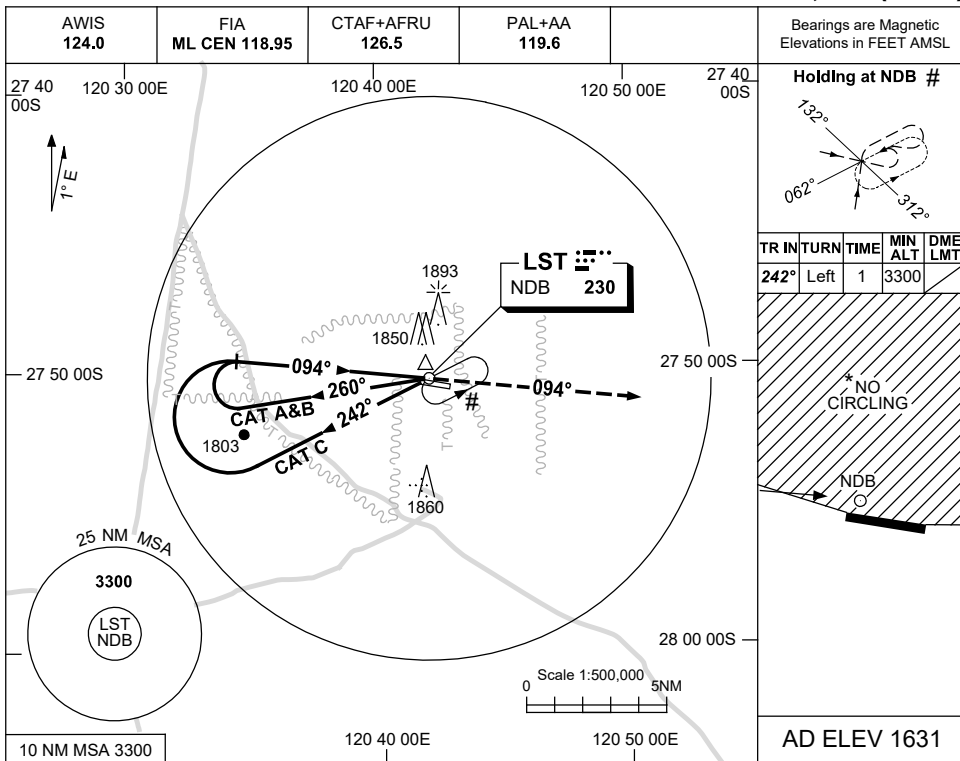 AWIS
124.0
FIA
ML CEN 118.95
CTAF+AFRU
126.5
PAL+AA
119.6
Bearings are Magnetic
Elevations in FEET AMSL
27 40
00S
120 30 00E
120 40 00E
120 50 00E
27 40
00S
1° E
LST
NDB 230
1893
1850
27 50 00S
27 50 00S
094°
260°
CAT A&B
242°
CAT C
094°
#
1803
1860
25 NM MSA
3300
LST
NDB
28 00 00S
Scale 1:500,000
0 5NM
120 40 00E
120 50 00E
10 NM MSA 3300
Holding at NDB #
132°
062°
312°
TR IN TURN TIME MIN ALT DME LMT
242° Left 1 3300
* NO
CIRCLING
NDB
AD ELEV 1631